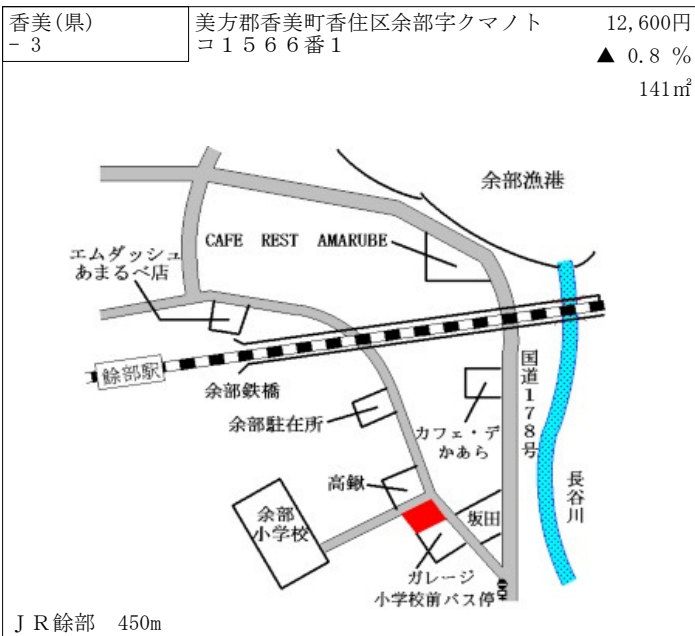 香美(県)
- 3
美方郡香美町香住区余部字クマノト
コ１５６６番１
12,600円
▲ 0.8 %
141㎡
余部漁港
CAFE REST AMARUBE
エムダッシュ
あまるべ店
餘部駅
余部鉄橋
余部駐在所
国道178号
カフェ・デ
かあら
長谷川
高鍬
余部
小学校
坂田
ガレージ
小学校前バス停
ＪＲ餘部 450m